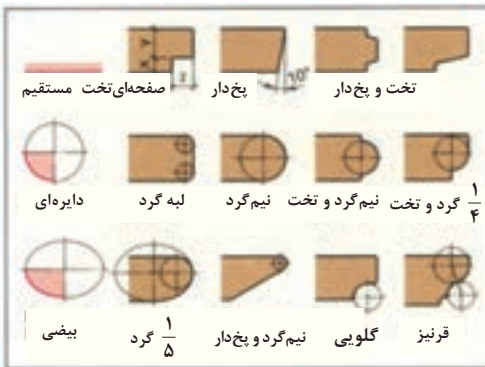 تخت و پخ‌دار پخ‌دار صفحه‌ای‌تخت مستقیم
۱/۴ گرد و تخت نیم‌گرد و تخت نیم‌گرد لبه گرد دایره‌ای
قرنیز گلویی نیم‌گرد و پخ‌دار ۱/۵ گرد بیضی